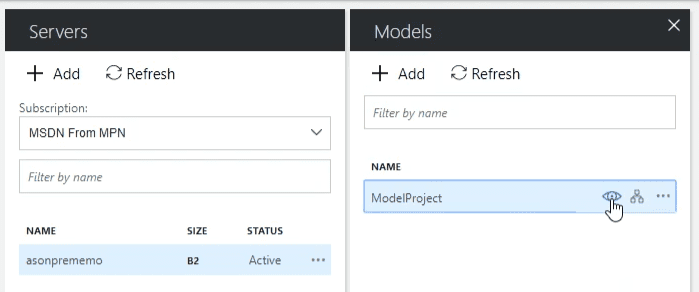 Servers
Add Refresh
Subscription:
MSDN From MPN
Filter by name
NAME SIZE STATUS
asonprememo B2 Active
Models
Add Refresh
Filter by name
NAME
ModelProject